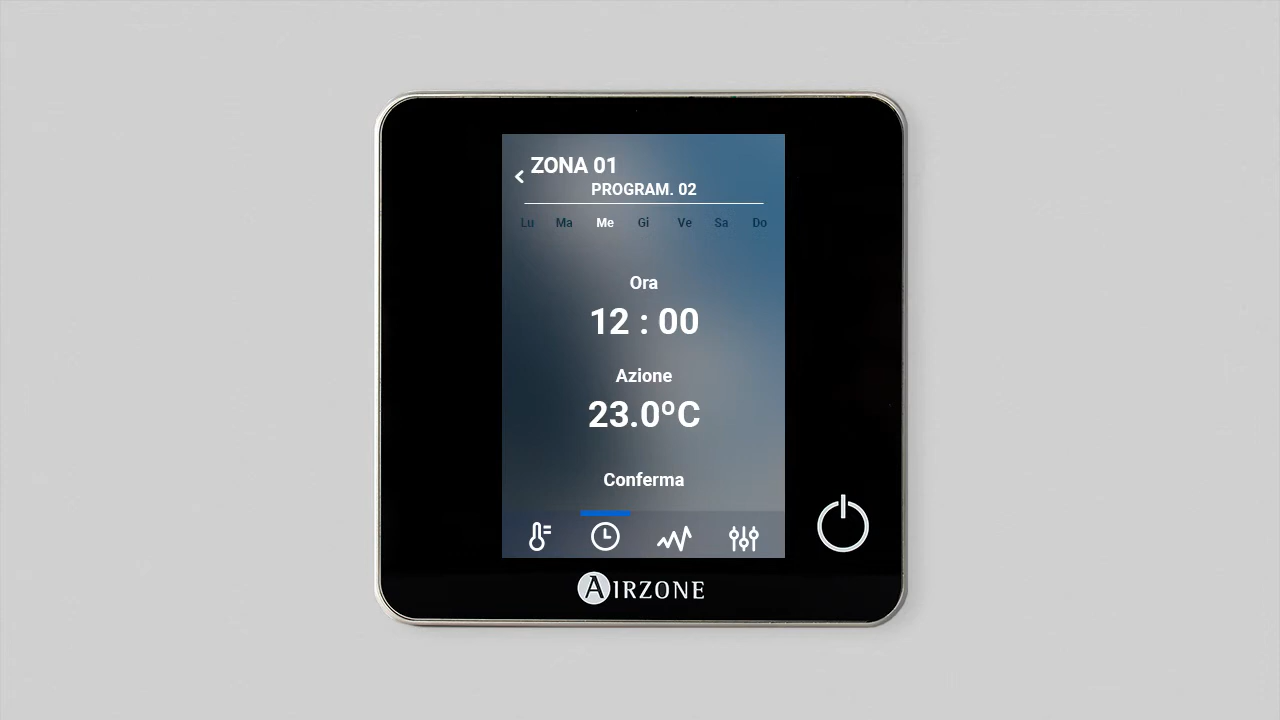 ZONA 01
PROGRAM. 02
Lu Ma Me Gi Ve Sa Do
Ora
12 : 00
Azione
23.0ºC
Conferma
AIRZONE